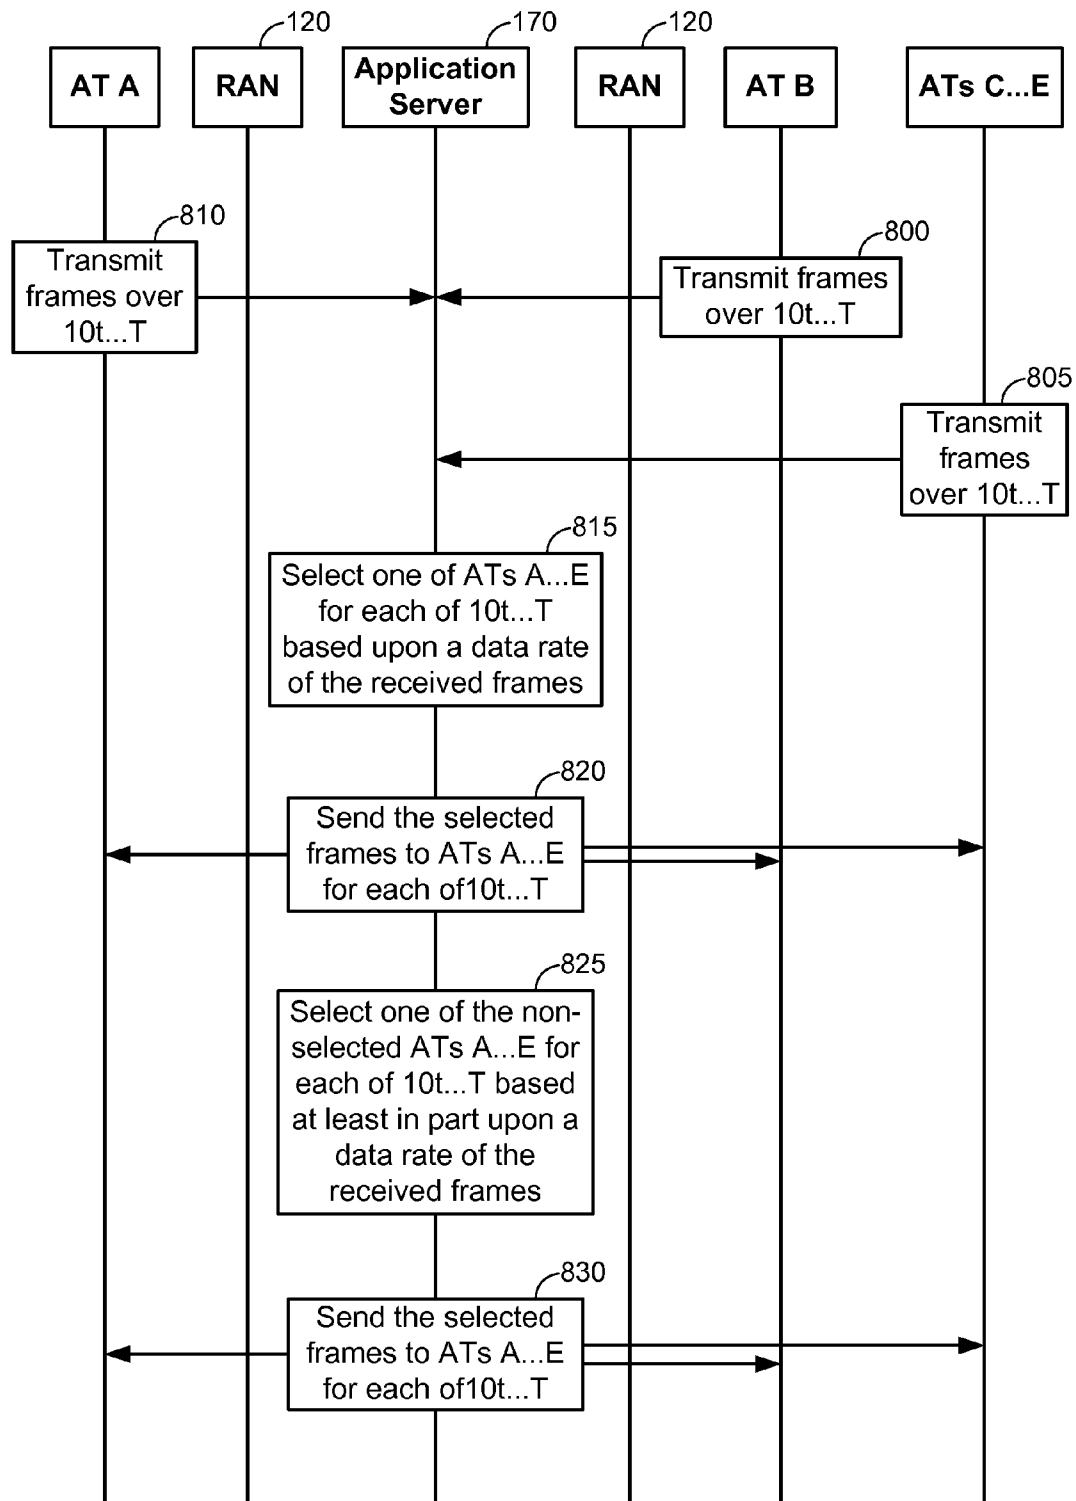 120
170
120
AT A
RAN
Application
Server
RAN
AT B
ATs C...E
810
Transmit
frames over
10t...T
800
Transmit frames
over 10t...T
805
Transmit
frames
over 10t...T
815
Select one of ATs A...E
for each of 10t...T
based upon a data rate
of the received frames
820
Send the selected
frames to ATs A...E
for each of10t...T
825
Select one of the non-
selected ATs A...E for
each of 10t...T based
at least in part upon a
data rate of the
received frames
830
Send the selected
frames to ATs A...E
for each of10t...T